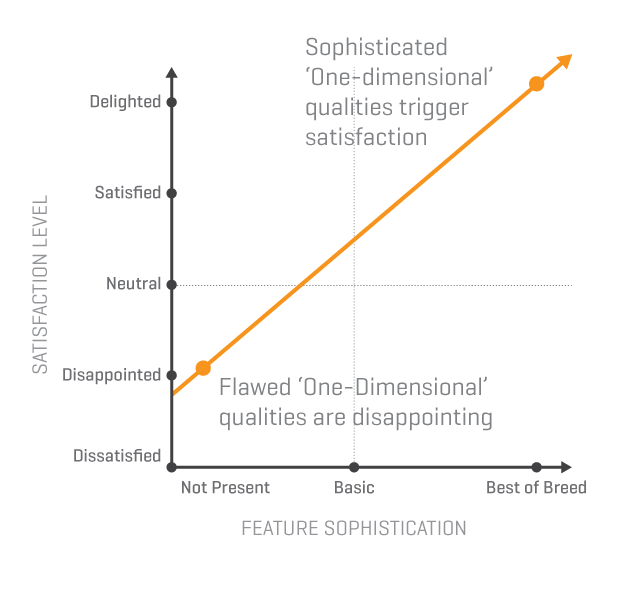 Sophisticated
‘One-dimensional’
qualities trigger
satisfaction
Delighted
Satisfied
Neutral
Disappointed
Dissatisfied
SATISFACTION LEVEL
Flawed ‘One-Dimensional’
qualities are disappointing
Not Present
Basic
Best of Breed
FEATURE SOPHISTICATION